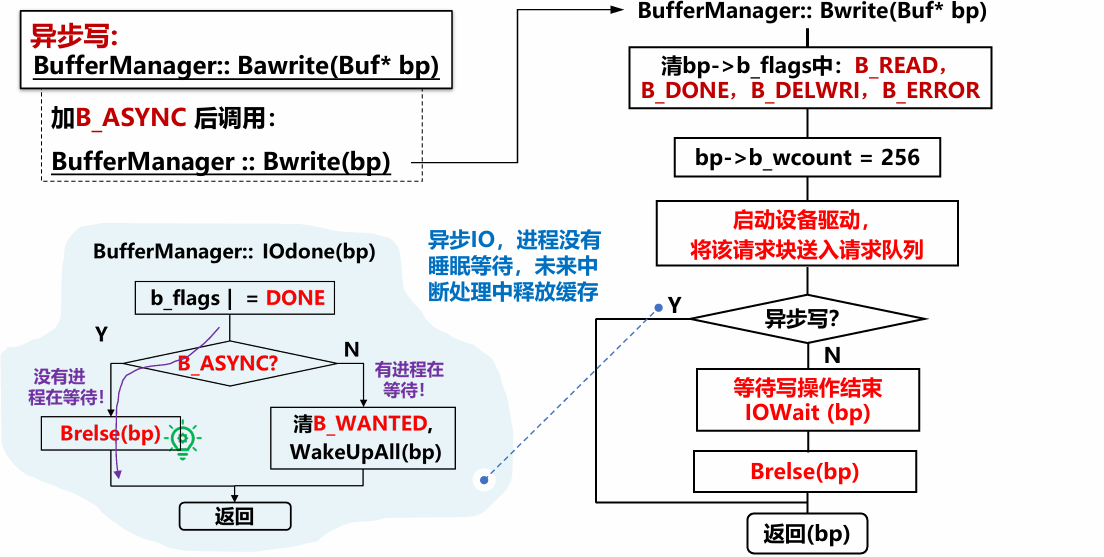 异步写:
BufferManager:: Bawrite(Buf* bp)
加B_ASYNC 后调用：
BufferManager :: Bwrite(bp)
BufferManager:: Bwrite(Buf* bp)
清bp->b_flags中：B_READ，
B_DONE，B_DELWRI，B_ERROR
bp->b_wcount = 256
启动设备驱动，
将该请求块送入请求队列
异步写？
Y
N
等待写操作结束
IOWait (bp)
Brelse(bp)
返回(bp)
异步IO，进程没有
睡眠等待，未来中
断处理中释放缓存
BufferManager:: IOdone(bp)
b_flags | = DONE
Y
B_ASYNC?
N
没有进
程在等待！
有进程在
等待！
Brelse(bp)
清B_WANTED,
WakeUpAll(bp)
返回